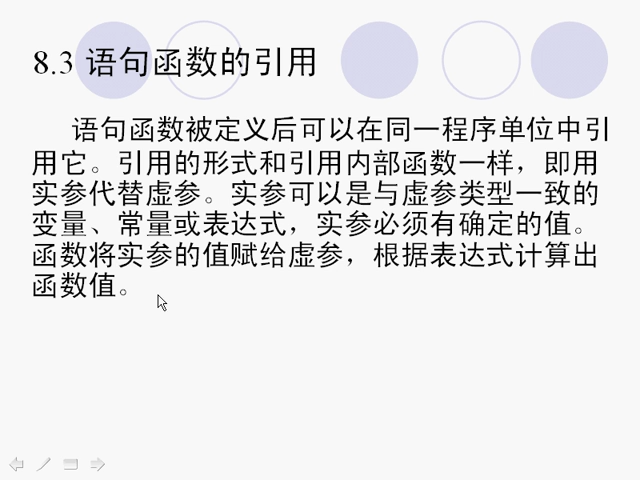 8.3 语句函数的引用
语句函数被定义后可以在同一程序单位中引
用它。引用的形式和引用内部函数一样，即用
实参代替虚参。实参可以是与虚参类型一致的
变量、常量或表达式，实参必须有确定的值。
函数将实参的值赋给虚参，根据表达式计算出
函数值。